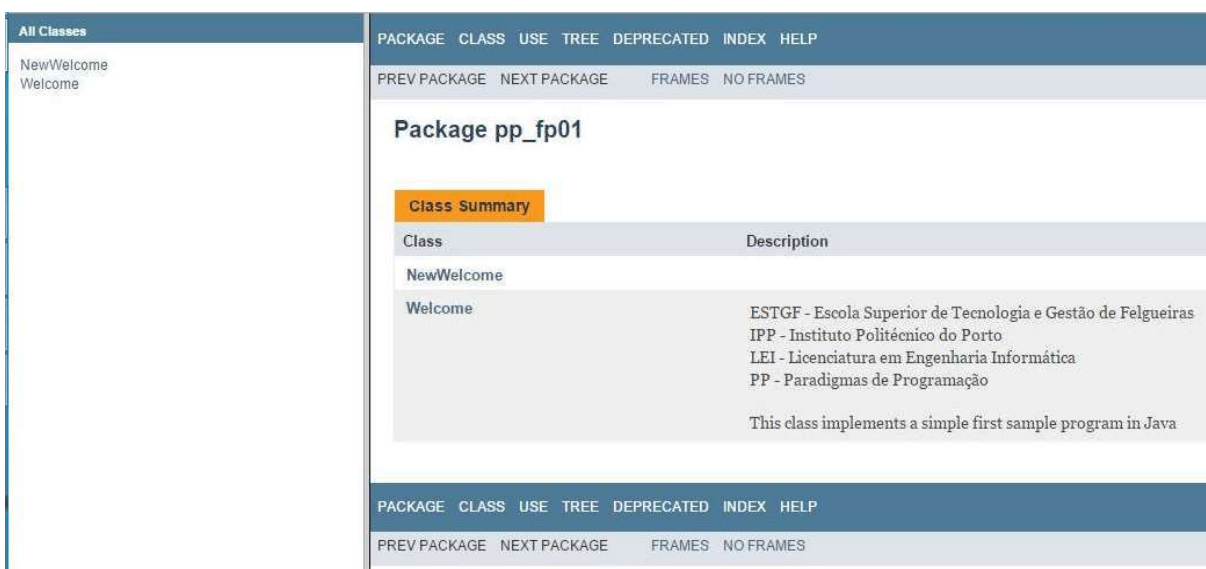 All Classes
NewWelcome
Welcome
PACKAGE CLASS USE TREE DEPRECATED INDEX HELP
PREV PACKAGE NEXT PACKAGE FRAMES NO FRAMES
Package pp_fp01
Class Summary
Class Description
NewWelcome
Welcome ESTGF - Escola Superior de Tecnologia e Gestão de Felgueiras
IPP - Instituto Politécnico do Porto
LEI - Licenciatura em Engenharia Informática
PP - Paradigmas de Programação
This class implements a simple first sample program in Java
PACKAGE CLASS USE TREE DEPRECATED INDEX HELP
PREV PACKAGE NEXT PACKAGE FRAMES NO FRAMES